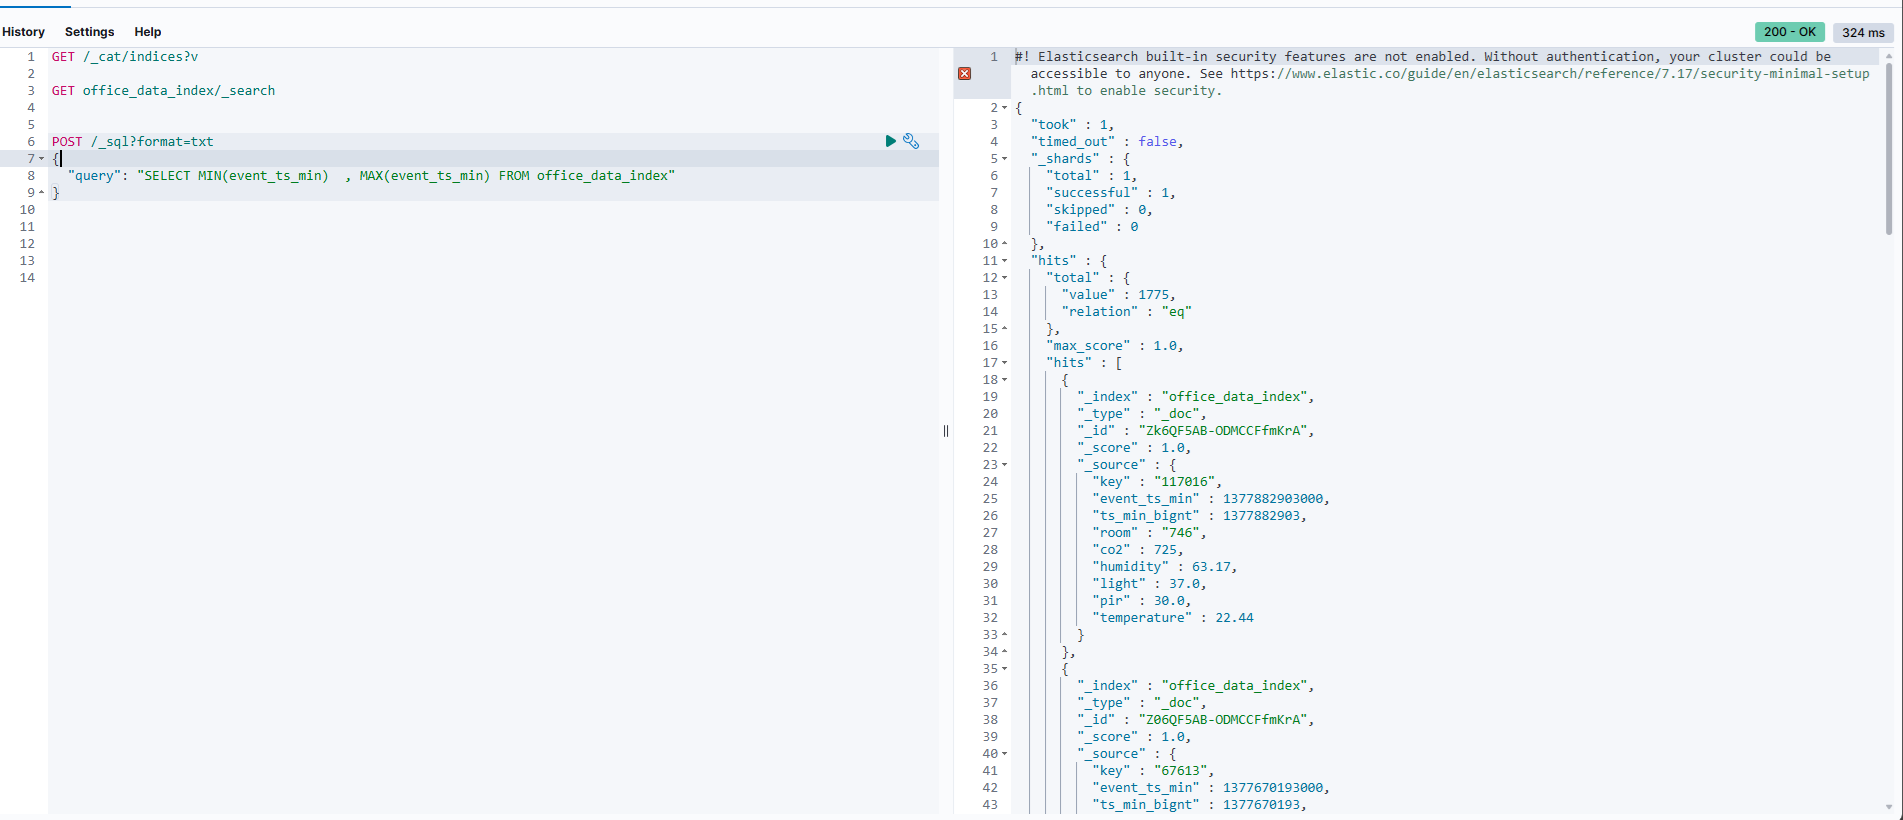 History Settings Help
200 - OK 324 ms
1 GET /_cat/indices?v
2
3 GET office_data_index/_search
4
5
6 POST /_sql?format=txt
7 {
8 "query": "SELECT MIN(event_ts_min)  , MAX(event_ts_min) FROM office_data_index"
9 }
10
11
12
13
14
1 #! Elasticsearch built-in security features are not enabled. Without authentication, your cluster could be
accessible to anyone. See https://www.elastic.co/guide/en/elasticsearch/reference/7.17/security-minimal-setup
.html to enable security.
2 {
3 "took" : 1,
4 "timed_out" : false,
5 "_shards" : {
6 "total" : 1,
7 "successful" : 1,
8 "skipped" : 0,
9 "failed" : 0
10 },
11 "hits" : {
12 "total" : {
13 "value" : 1775,
14 "relation" : "eq"
15 },
16 "max_score" : 1.0,
17 "hits" : [
18 {
19 "_index" : "office_data_index",
20 "_type" : "_doc",
21 "_id" : "Zk6QF5AB-ODMCCFfmKrA",
22 "_score" : 1.0,
23 "_source" : {
24 "key" : "117016",
25 "event_ts_min" : 1377882903000,
26 "ts_min_bignt" : 1377882903,
27 "room" : "746",
28 "co2" : 725,
29 "humidity" : 63.17,
30 "light" : 37.0,
31 "pir" : 30.0,
32 "temperature" : 22.44
33 }
34 },
35 {
36 "_index" : "office_data_index",
37 "_type" : "_doc",
38 "_id" : "Z06QF5AB-ODMCCFfmKrA",
39 "_score" : 1.0,
40 "_source" : {
41 "key" : "67613",
42 "event_ts_min" : 1377670193000,
43 "ts_min_bignt" : 1377670193,